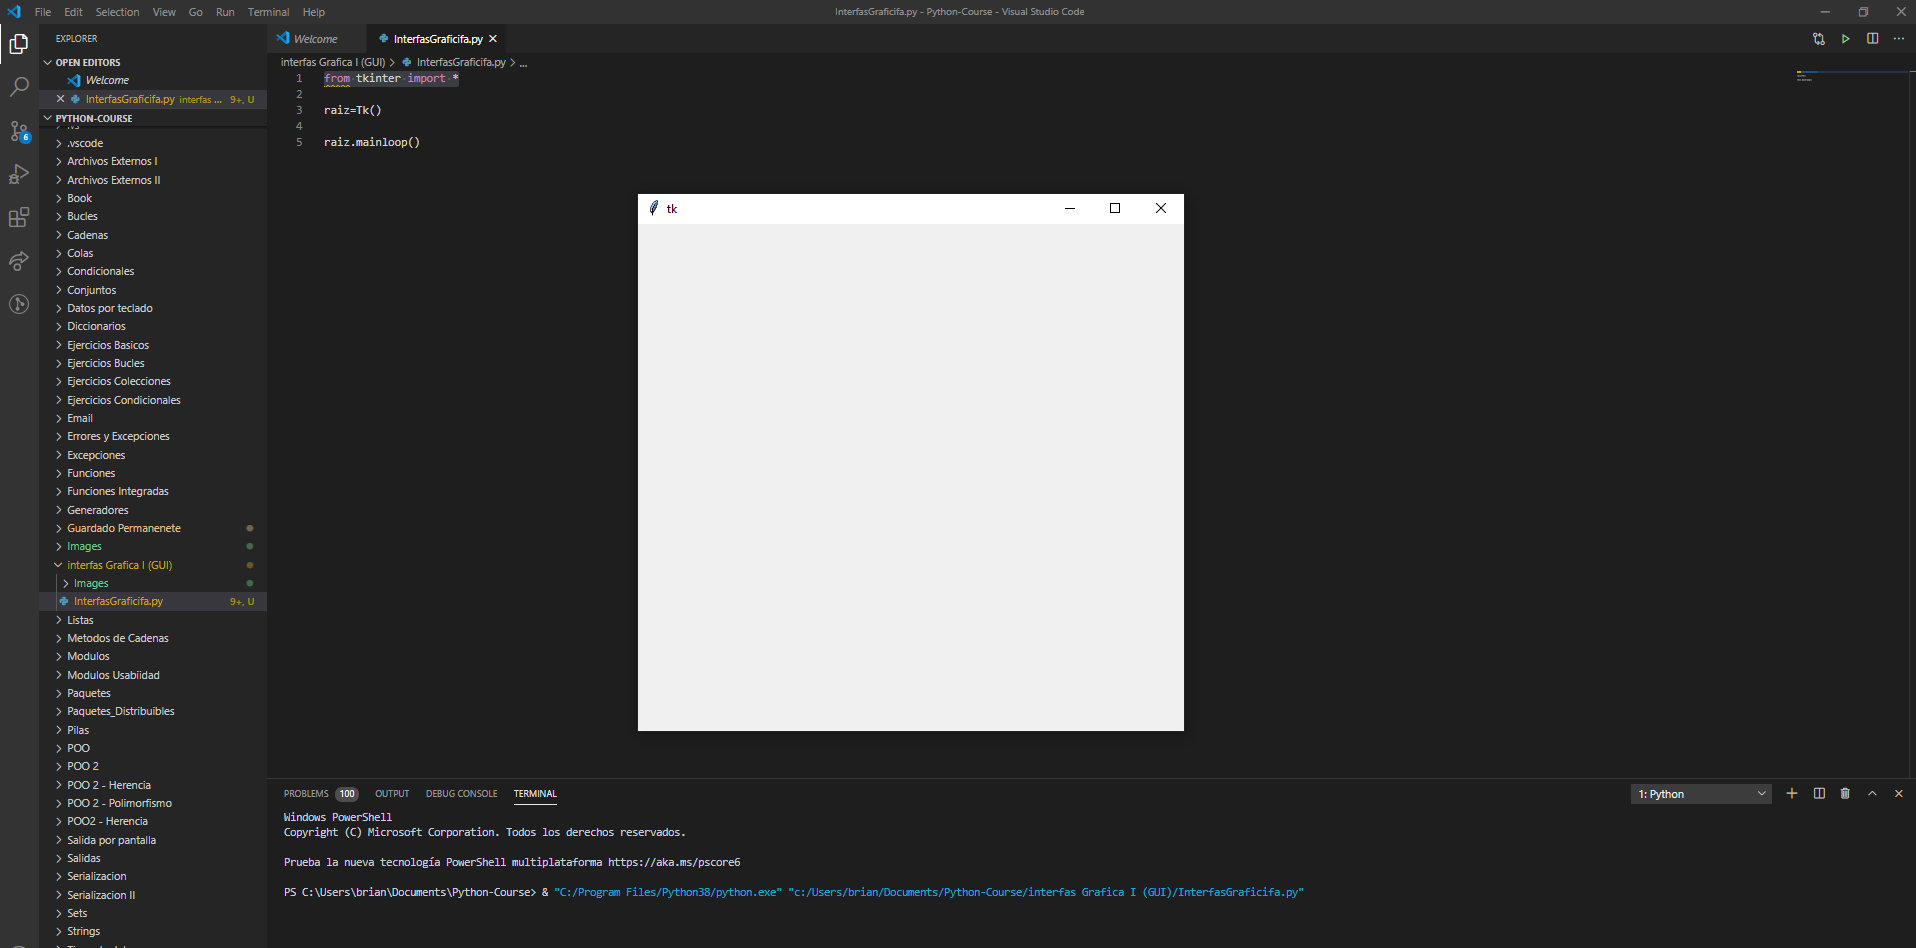 File Edit Selection View Go Run Terminal Help
InterfasGraficifa.py - Python-Course - Visual Studio Code
EXPLORER
OPEN EDITORS
Welcome
InterfasGraficifa.py interfas ... 9+, U
PYTHON-COURSE
.vscode
Archivos Externos I
Archivos Externos II
Book
Bucles
Cadenas
Colas
Condicionales
Conjuntos
Datos por teclado
Diccionarios
Ejercicios Basicos
Ejercicios Bucles
Ejercicios Colecciones
Ejercicios Condicionales
Email
Errores y Excepciones
Excepciones
Funciones
Funciones Integradas
Generadores
Guardado Permanenete
Images
interfas Grafica I (GUI)
Images
InterfasGraficifa.py 9+, U
Listas
Metodos de Cadenas
Modulos
Modulos Usabiidad
Paquetes
Paquetes_Distribuibles
Pilas
POO
POO 2
POO 2 - Herencia
POO 2 - Polimorfismo
POO2 - Herencia
Salida por pantalla
Salidas
Serializacion
Serializacion II
Sets
Strings
6
Welcome
InterfasGraficifa.py
interfas Grafica I (GUI) > InterfasGraficifa.py > ...
1 from tkinter import *
2
3 raiz=Tk()
4
5 raiz.mainloop()
tk
PROBLEMS 100 OUTPUT DEBUG CONSOLE TERMINAL
1: Python
Windows PowerShell
Copyright (C) Microsoft Corporation. Todos los derechos reservados.
Prueba la nueva tecnología PowerShell multiplataforma https://aka.ms/pscore6
PS C:\Users\brian\Documents\Python-Course> & "C:/Program Files/Python38/python.exe" "c:/Users/brian/Documents/Python-Course/interfas Grafica I (GUI)/InterfasGraficifa.py"